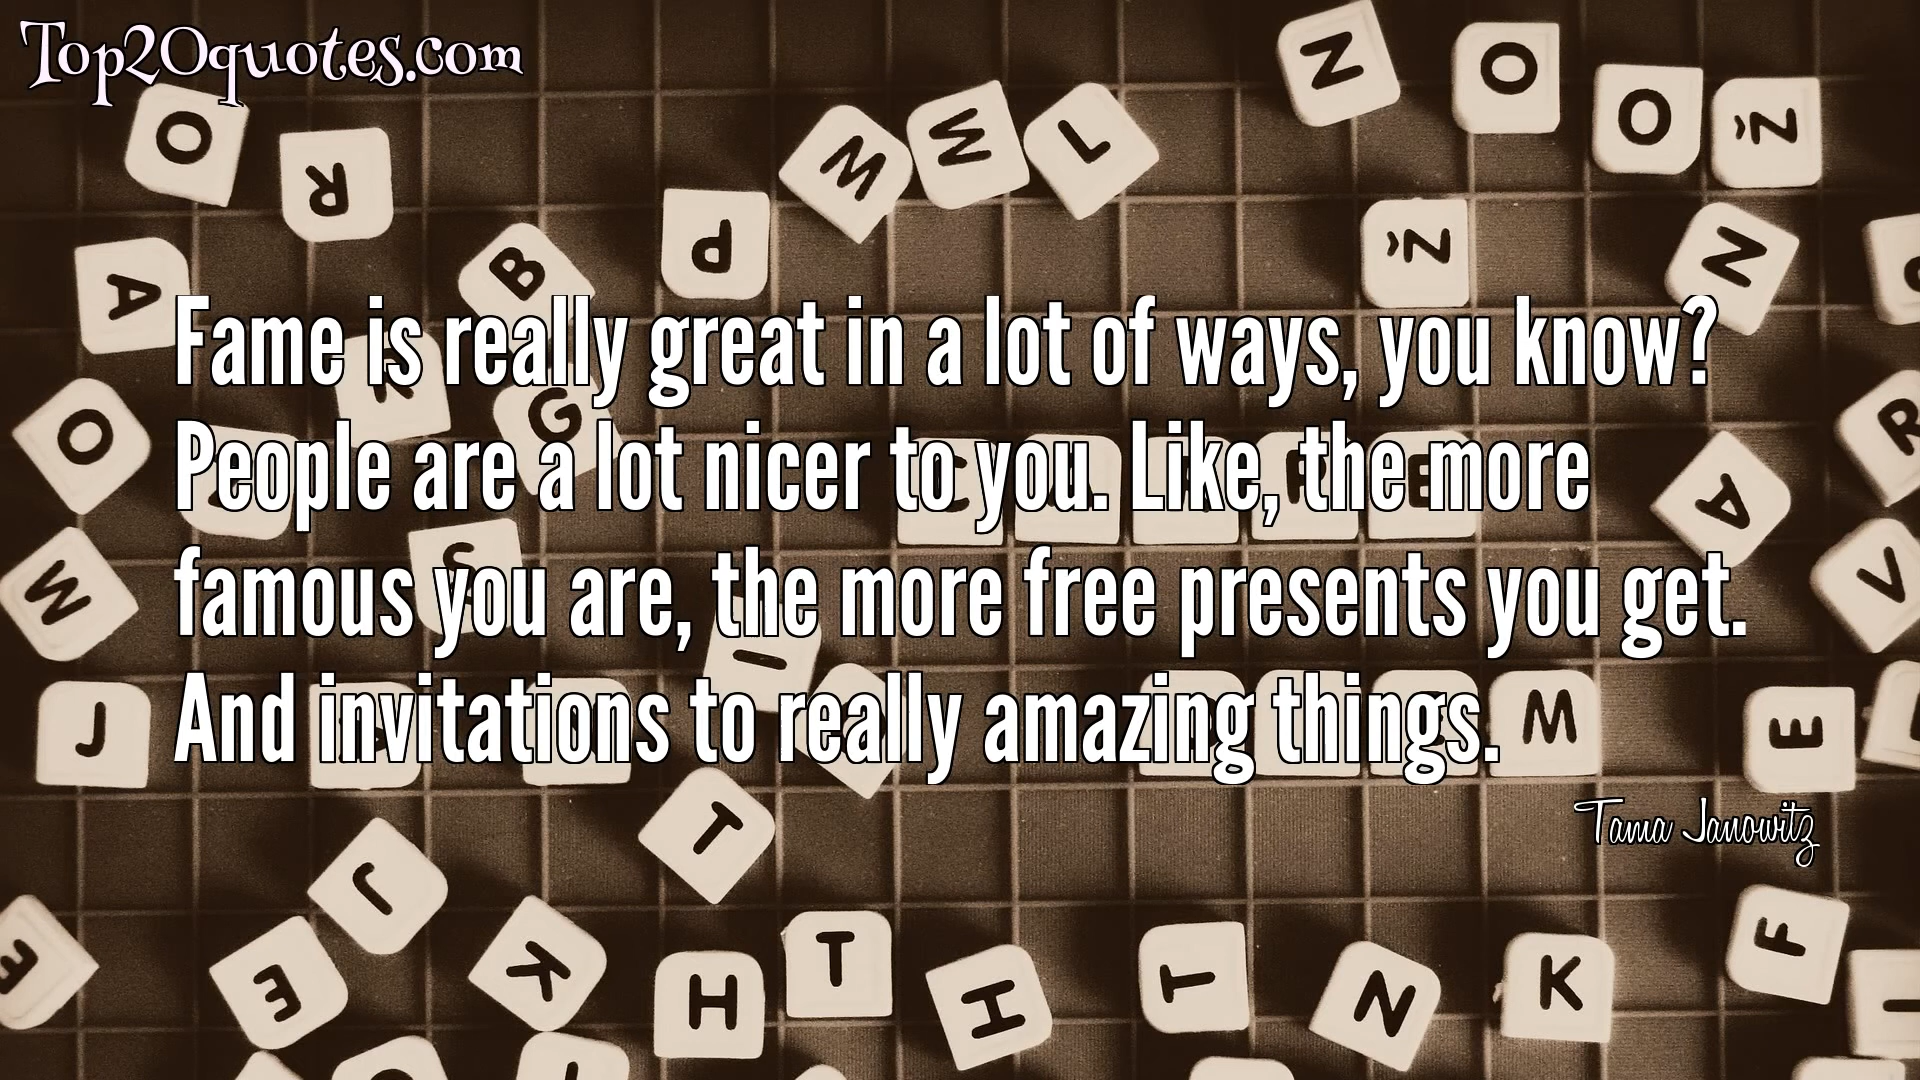 Top20quotes.com
Fame is really great in a lot of ways, you know?
People are a lot nicer to you. Like, the more
famous you are, the more free presents you get.
And invitations to really amazing things.
Tama Janowitz